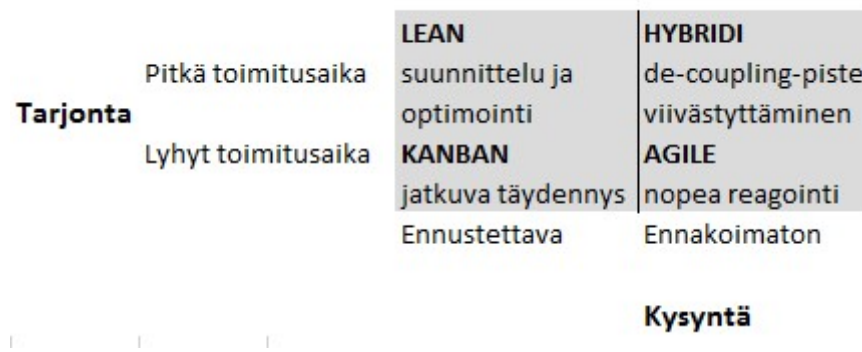 LEAN HYBRIDI
Pitkä toimitusaika suunnittelu ja de-coupling-piste
Tarjonta optimointi viivästyttäminen
Lyhyt toimitusaika KANBAN AGILE
jatkuva täydennys nopea reagointi
Ennustettava Ennakoimaton
Kysyntä